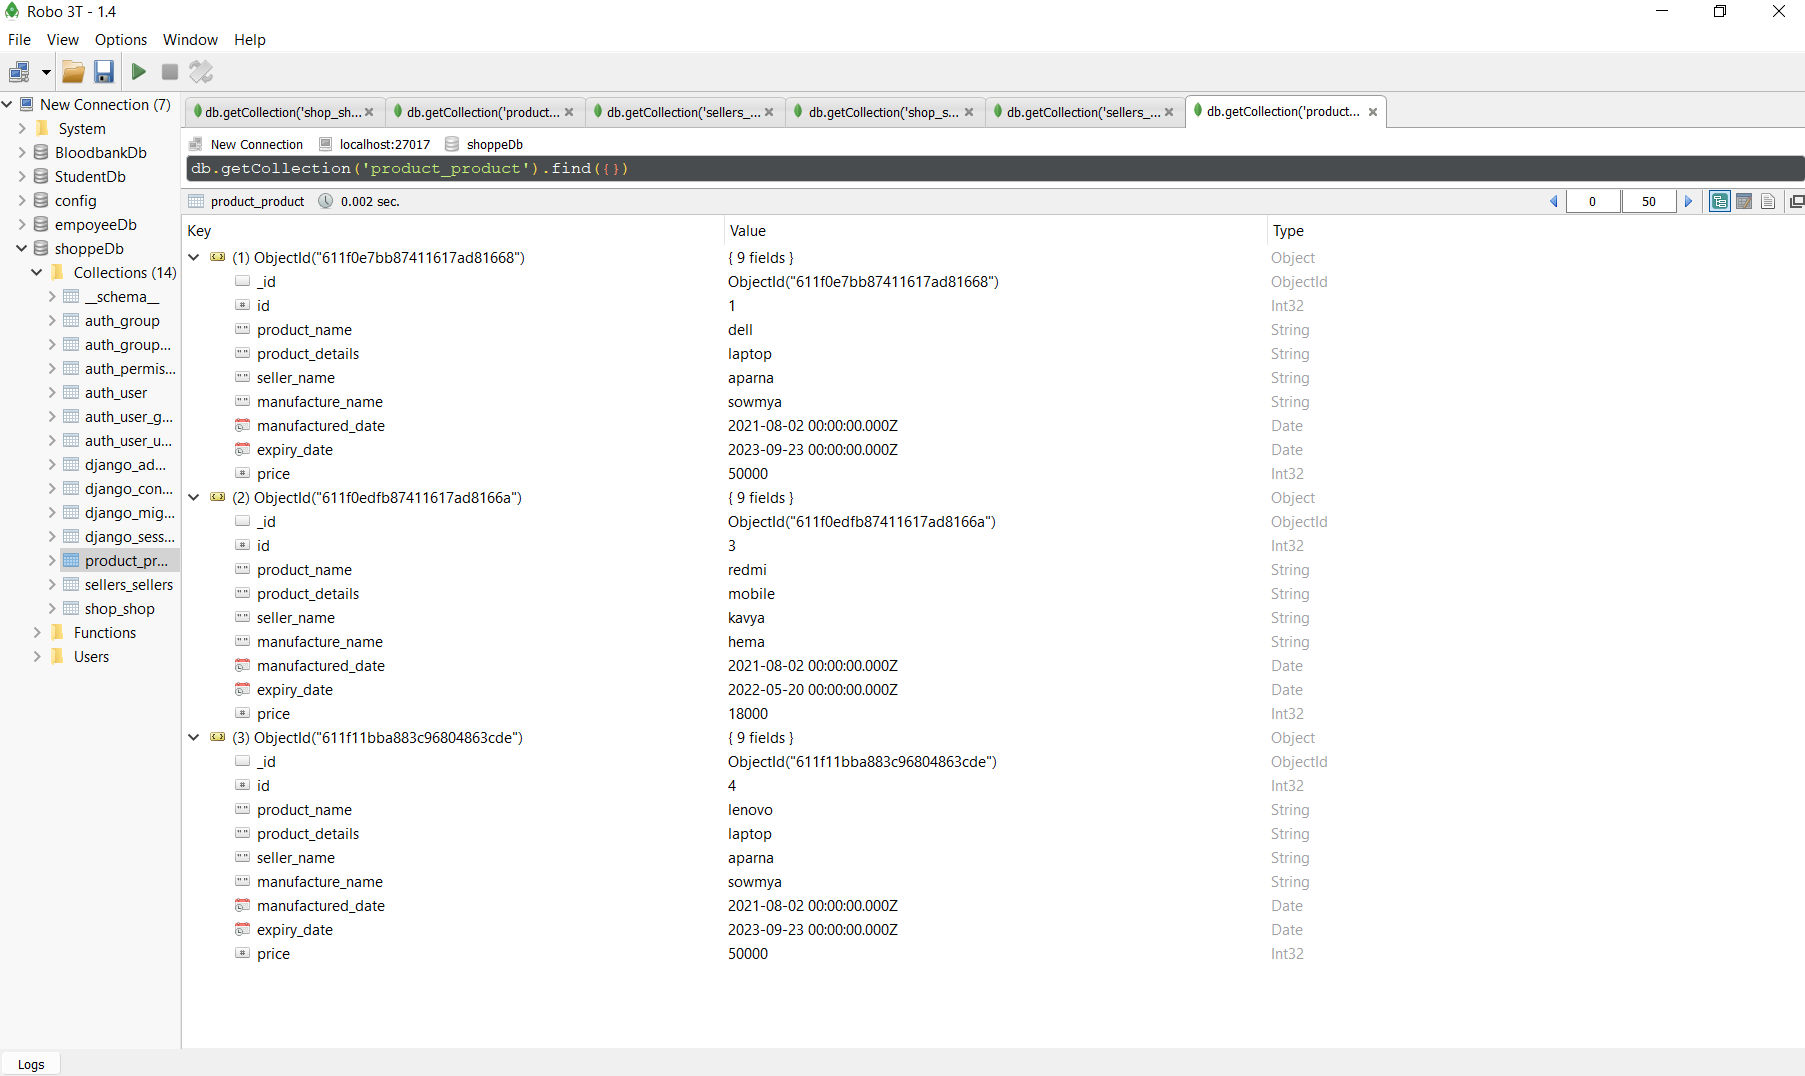 Robo 3T - 1.4
File View Options Window Help
New Connection (7)
System
BloodbankDb
StudentDb
config
empoyeeDb
shoppeDb
Collections (14)
__schema__
auth_group
auth_group...
auth_permis...
auth_user
auth_user_g...
auth_user_u...
django_ad...
django_con...
django_mig...
django_sess...
product_pr...
sellers_sellers
shop_shop
Functions
Users
db.getCollection('shop_sh... db.getCollection('product... db.getCollection('sellers_... db.getCollection('shop_s... db.getCollection('sellers_... db.getCollection('product...
New Connection localhost:27017 shoppeDb
db.getCollection('product_product').find({})
product_product 0.002 sec. 0 50
Key Value Type
(1) ObjectId("611f0e7bb87411617ad81668") { 9 fields } Object
_id ObjectId("611f0e7bb87411617ad81668") ObjectId
id 1 Int32
product_name dell String
product_details laptop String
seller_name aparna String
manufacture_name sowmya String
manufactured_date 2021-08-02 00:00:00.000Z Date
expiry_date 2023-09-23 00:00:00.000Z Date
price 50000 Int32
(2) ObjectId("611f0edfb87411617ad8166a") { 9 fields } Object
_id ObjectId("611f0edfb87411617ad8166a") ObjectId
id 3 Int32
product_name redmi String
product_details mobile String
seller_name kavya String
manufacture_name hema String
manufactured_date 2021-08-02 00:00:00.000Z Date
expiry_date 2022-05-20 00:00:00.000Z Date
price 18000 Int32
(3) ObjectId("611f11bba883c96804863cde") { 9 fields } Object
_id ObjectId("611f11bba883c96804863cde") ObjectId
id 4 Int32
product_name lenovo String
product_details laptop String
seller_name aparna String
manufacture_name sowmya String
manufactured_date 2021-08-02 00:00:00.000Z Date
expiry_date 2023-09-23 00:00:00.000Z Date
price 50000 Int32
Logs